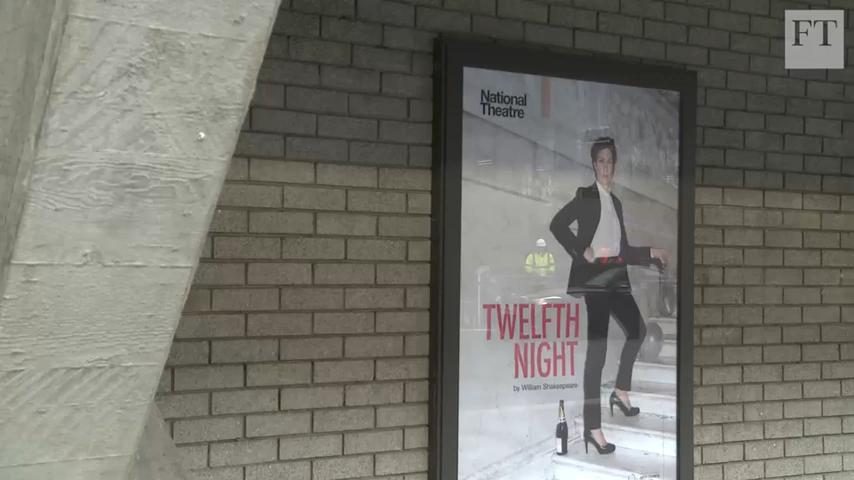 FT
National
Theatre
TWELFTH
NIGHT
by William Shakespeare